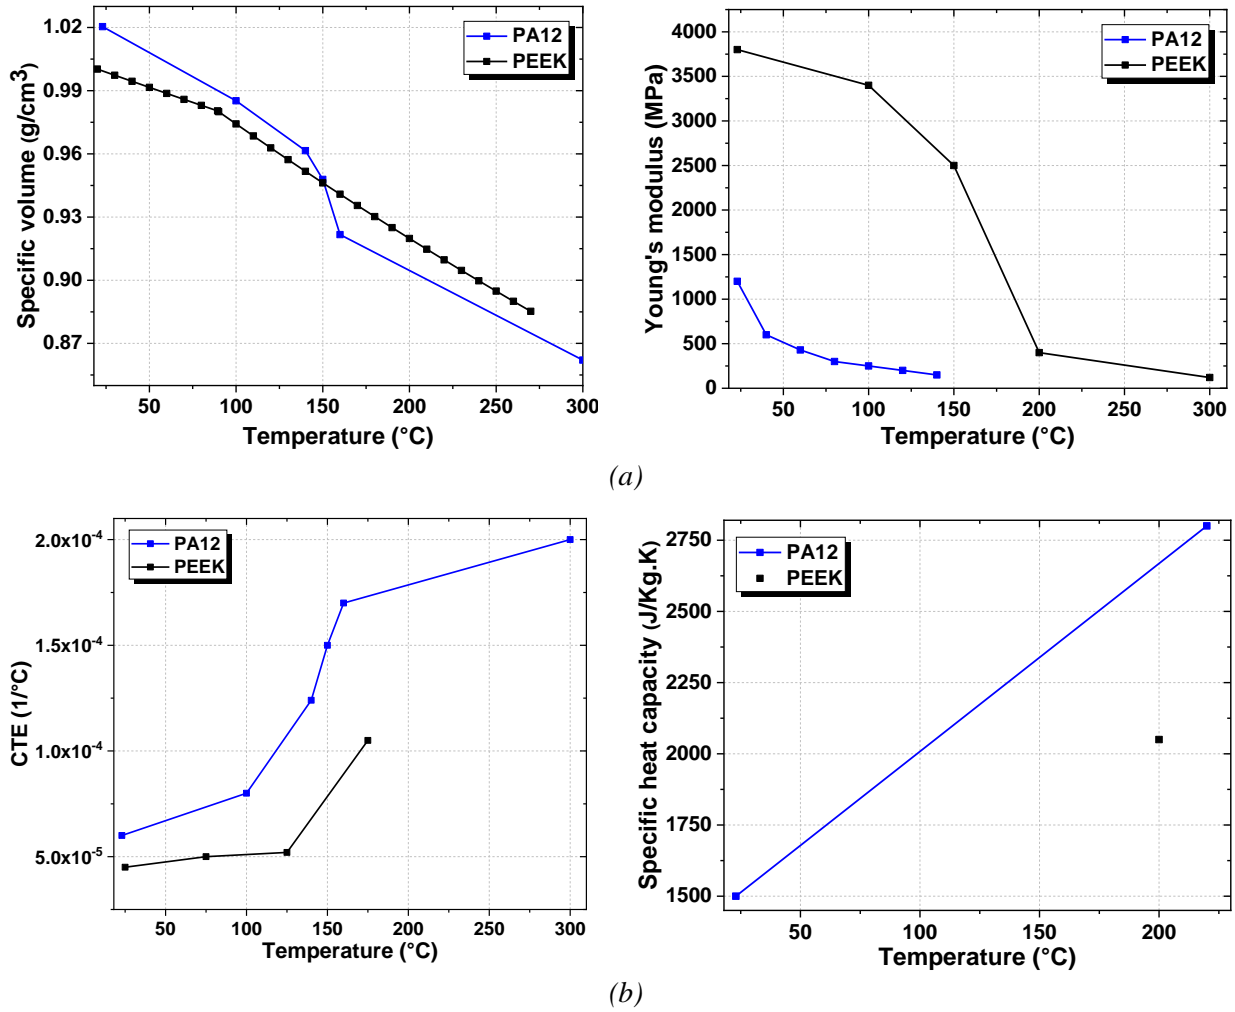 1.02
0.99
0.96
0.93
0.90
0.87
Specific volume (g/cm³)
PA12
PEEK
50 100 150 200 250 300
Temperature (°C)
4000
3500
3000
2500
2000
1500
1000
500
0
Young's modulus (MPa)
PA12
PEEK
50 100 150 200 250 300
Temperature (°C)
(a)
2.0x10⁻⁴
1.5x10⁻⁴
1.0x10⁻⁴
5.0x10⁻⁵
CTE (1/°C)
PA12
PEEK
50 100 150 200 250 300
Temperature (°C)
2750
2500
2250
2000
1750
1500
Specific heat capacity (J/Kg.K)
PA12
PEEK
50 100 150 200
Temperature (°C)
(b)